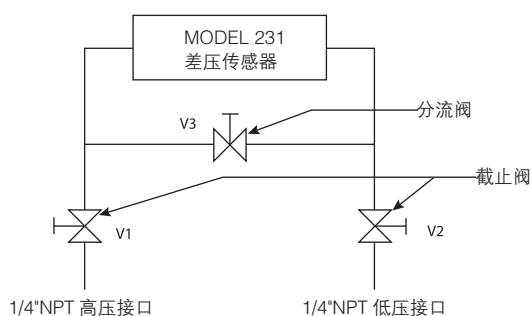 MODEL 231
差压传感器
分流阀
V3
截止阀
V1
V2
1/4"NPT 高压接口
1/4"NPT 低压接口